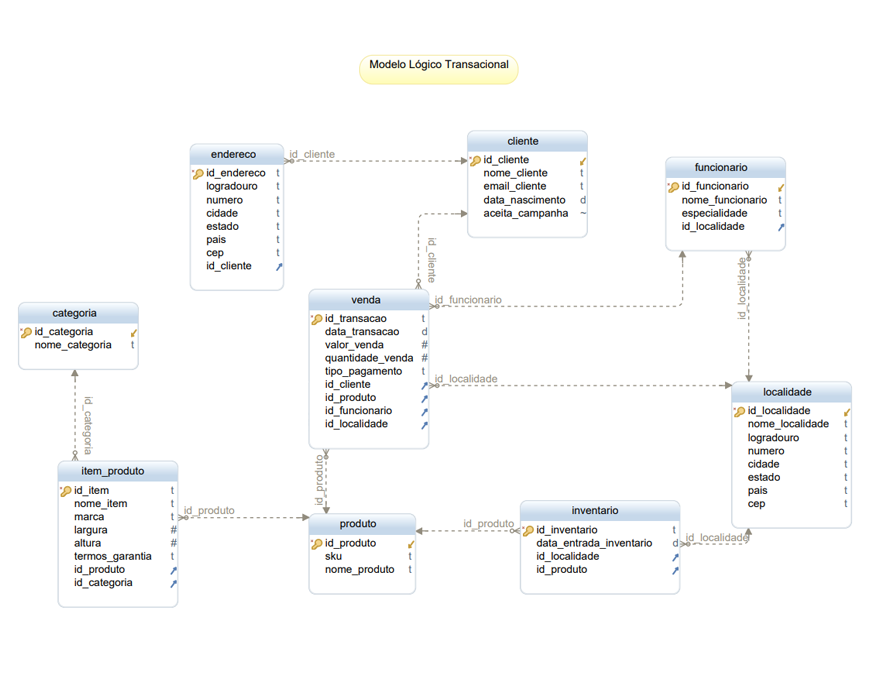 Modelo Lógico Transacional
endereco
id_endereco t
logradouro t
numero t
cidade t
estado t
pais t
cep t
id_cliente
id_cliente
cliente
id_cliente
nome_cliente t
email_cliente t
data_nascimento d
aceita_campanha ~
funcionario
id_funcionario
nome_funcionario t
especialidade t
id_localidade
id_cliente
id_funcionario
id_localidade
id_localidade
categoria
id_categoria
nome_categoria t
id_categoria
venda
id_transacao t
data_transacao d
valor_venda #
quantidade_venda #
tipo_pagamento t
id_cliente
id_produto
id_funcionario
id_localidade
localidade
id_localidade
nome_localidade t
logradouro t
numero t
cidade t
estado t
pais t
cep t
item_produto
id_item t
nome_item t
marca t
largura #
altura #
termos_garantia t
id_produto
id_categoria
id_produto
id_produto
produto
id_produto
sku t
nome_produto t
id_produto
inventario
id_inventario t
data_entrada_inventario d
id_localidade
id_produto
id_localidade